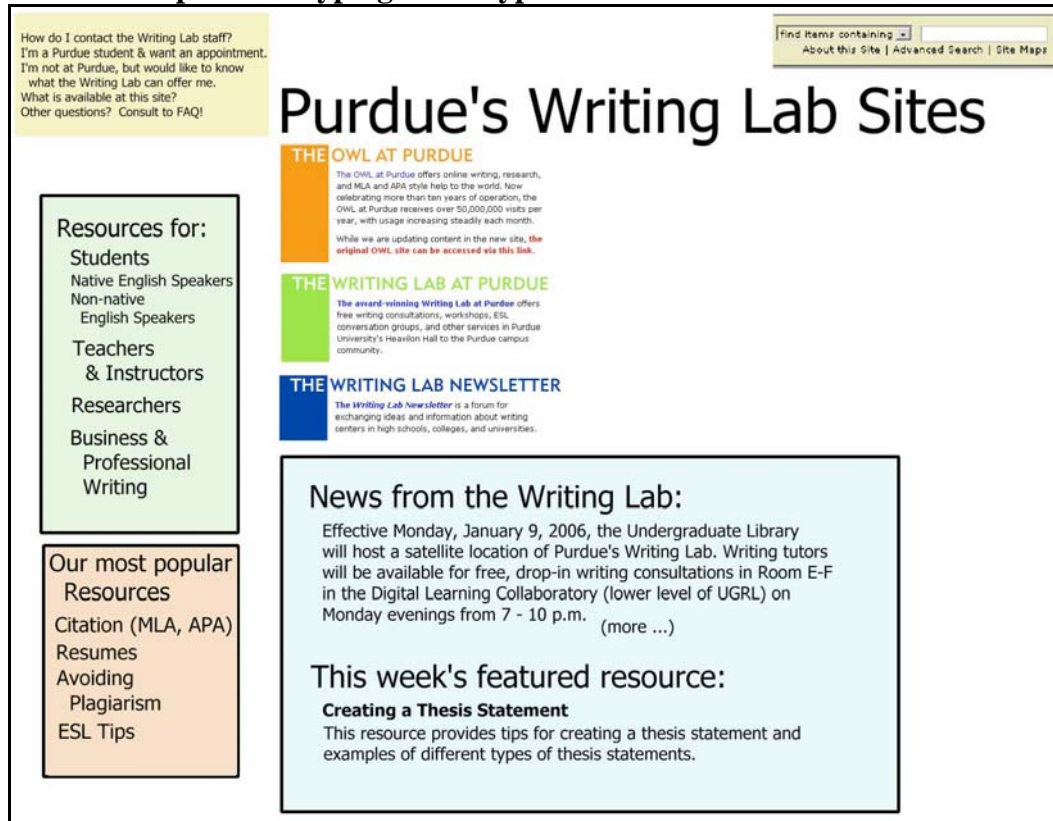 How do I contact the Writing Lab staff?
I'm a Purdue student & want an appointment.
I'm not at Purdue, but would like to know
what the Writing Lab can offer me.
What is available at this site?
Other questions? Consult to FAQ!
find items containing
About this Site | Advanced Search | Site Maps
Purdue's Writing Lab Sites
THE OWL AT PURDUE
The OWL at Purdue offers online writing, research,
and MLA and APA style help to the world. Now
celebrating more than ten years of operation, the
OWL at Purdue receives over 50,000,000 visits per
year, with usage increasing steadily each month.
While we are updating content in the new site, the
original OWL site can be accessed via this link.
THE WRITING LAB AT PURDUE
The award-winning Writing Lab at Purdue offers
free writing consultations, workshops, ESL
conversation groups, and other services in Purdue
University's Heavilon Hall to the Purdue campus
community.
THE WRITING LAB NEWSLETTER
The Writing Lab Newsletter is a forum for
exchanging ideas and information about writing
centers in high schools, colleges, and universities.
Resources for:
Students
Native English Speakers
Non-native
English Speakers
Teachers
& Instructors
Researchers
Business &
Professional
Writing
Our most popular
Resources
Citation (MLA, APA)
Resumes
Avoiding
Plagiarism
ESL Tips
News from the Writing Lab:
Effective Monday, January 9, 2006, the Undergraduate Library
will host a satellite location of Purdue's Writing Lab. Writing tutors
will be available for free, drop-in writing consultations in Room E-F
in the Digital Learning Collaboratory (lower level of UGRL) on
Monday evenings from 7 - 10 p.m.
(more ...)
This week's featured resource:
Creating a Thesis Statement
This resource provides tips for creating a thesis statement and
examples of different types of thesis statements.